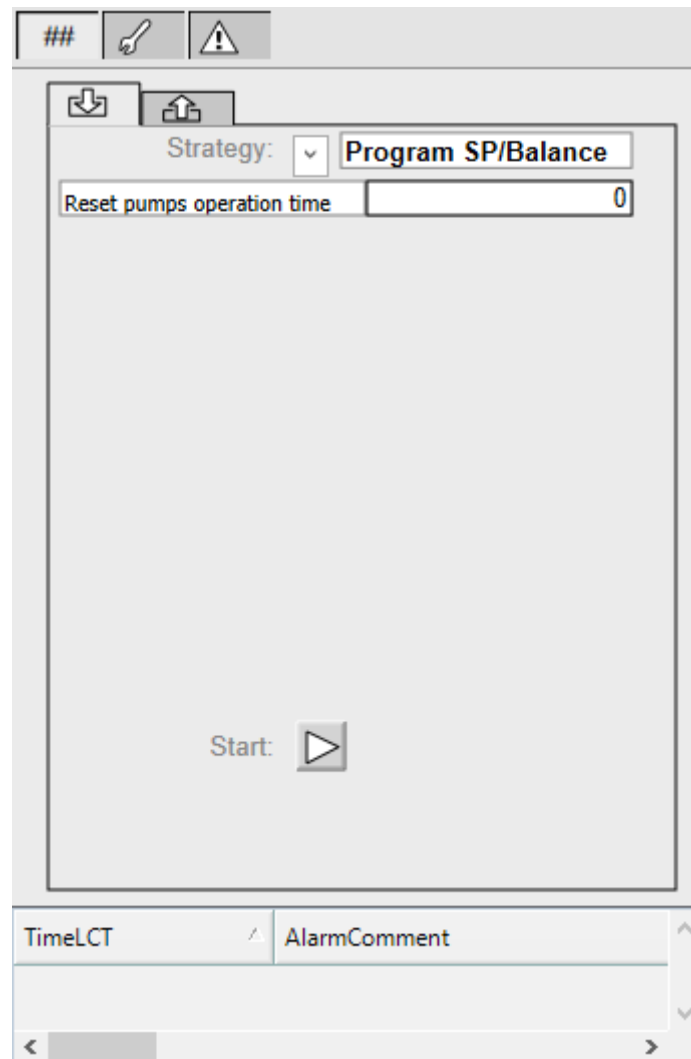 ##
Strategy: Program SP/Balance
Reset pumps operation time 0
Start:
TimeLCT AlarmComment